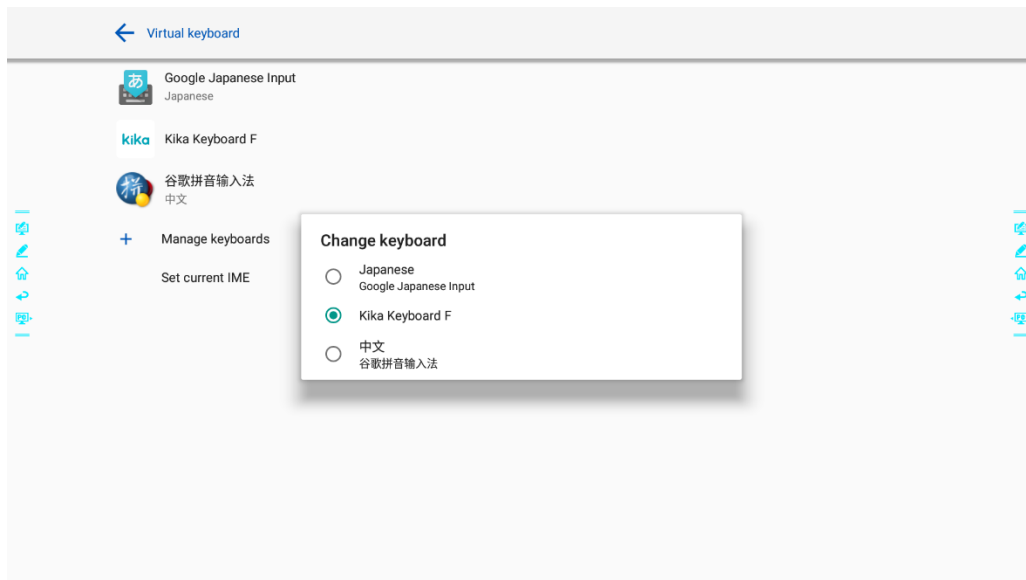 Virtual keyboard
あ
Google Japanese Input
Japanese
kika
Kika Keyboard F
拼
谷歌拼音输入法
中文
Manage keyboards
Set current IME
Change keyboard
Japanese
Google Japanese Input
Kika Keyboard F
中文
谷歌拼音输入法